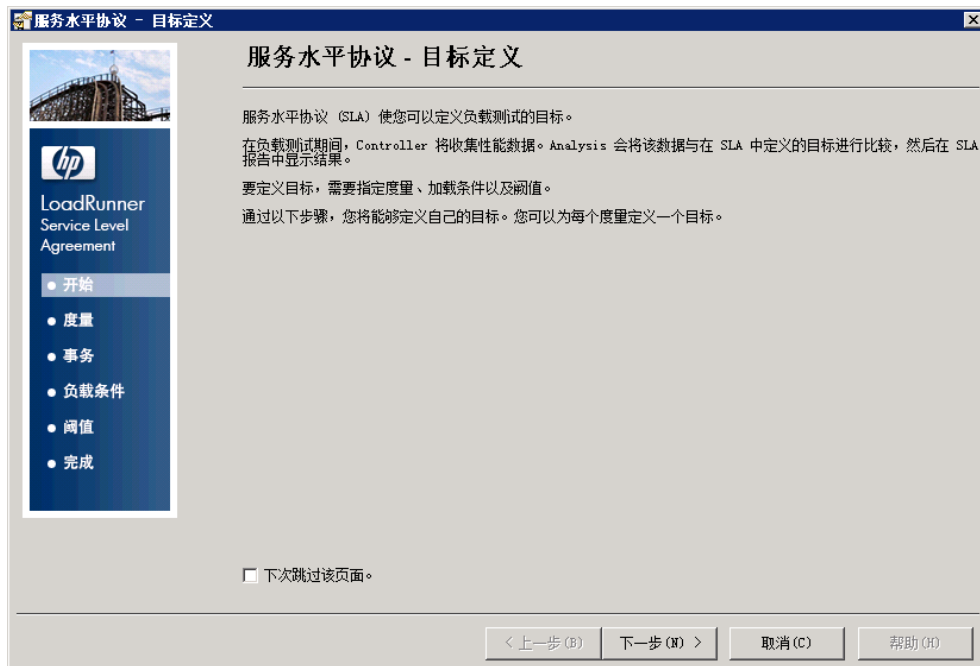 服务水平协议 - 目标定义
服务水平协议 - 目标定义
服务水平协议 (SLA) 使您可以定义负载测试的目标。
在负载测试期间，Controller 将收集性能数据。Analysis 会将该数据与在 SLA 中定义的目标进行比较，然后在 SLA
报告中显示结果。
要定义目标，需要指定度量、加载条件以及阈值。
通过以下步骤，您将能够定义自己的目标。您可以为每个度量定义一个目标。
hp
LoadRunner
Service Level
Agreement
开始
度量
事务
负载条件
阈值
完成
下次跳过该页面。
< 上一步(B)
下一步(N) >
取消(C)
帮助(H)